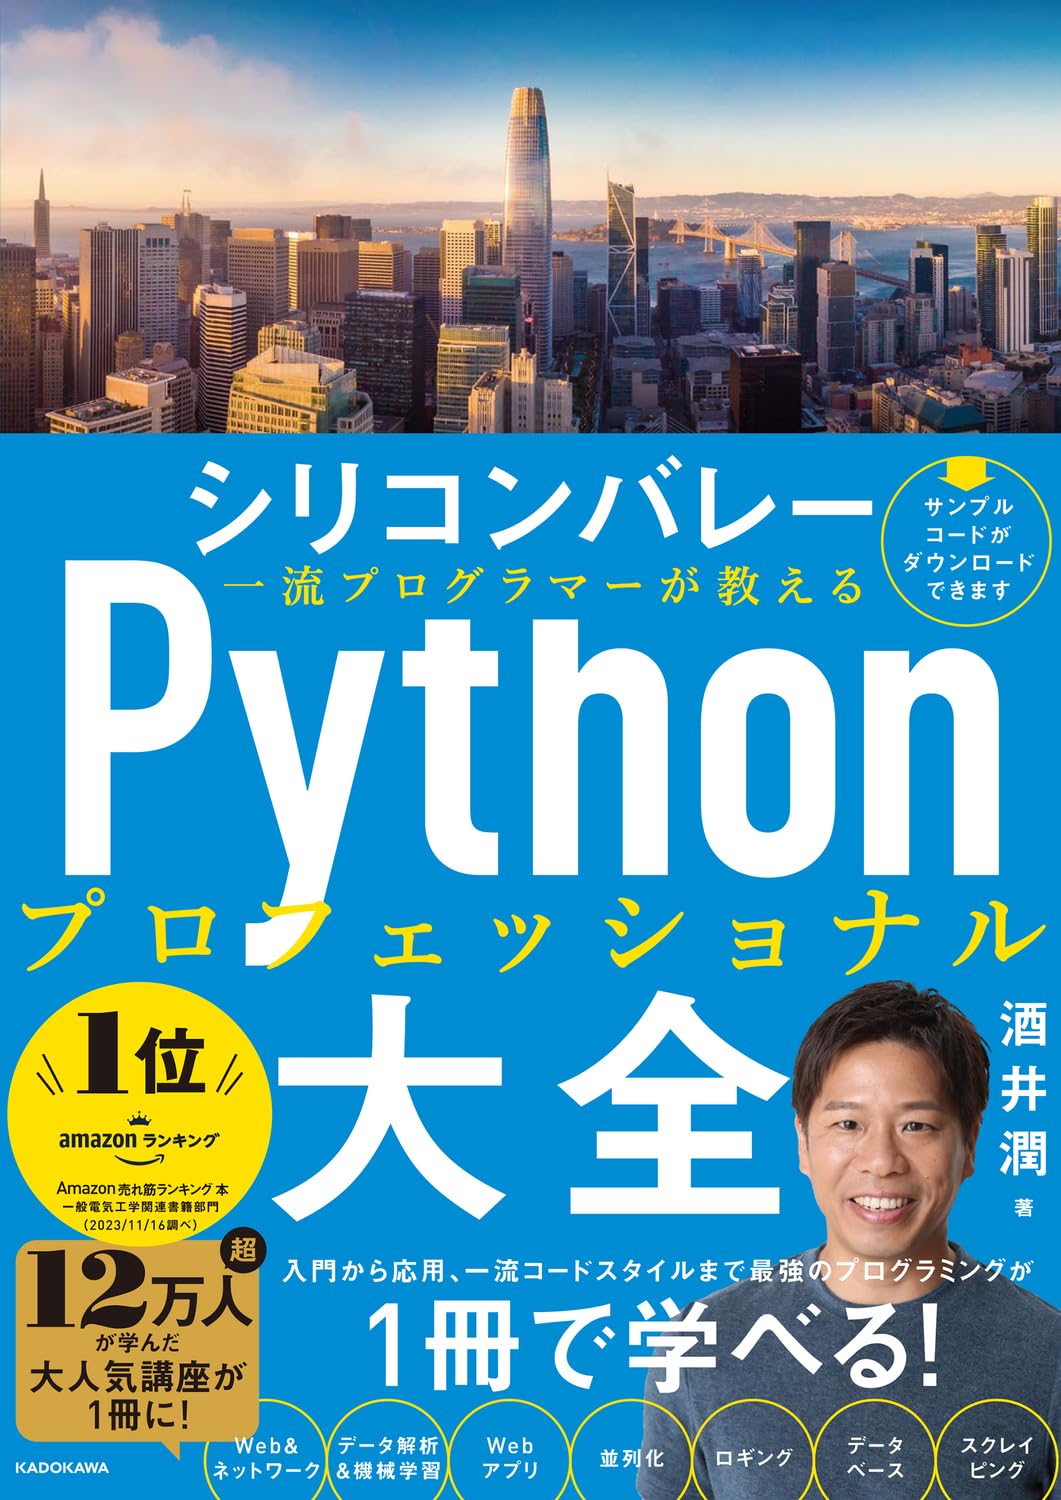 シリコンバレー
一流プログラマーが教える
サンプル
コードが
ダウンロード
できます
Python
プロフェッショナル
大全
酒井潤 著
1位
amazon ランキング
Amazon 売れ筋ランキング 本
一般電気工学関連書籍部門
(2023/11/16調べ)
超
12万人
が学んだ
大人気講座が
1冊に!
入門から応用、一流コードスタイルまで最強のプログラミングが
1冊で学べる!
Web&
ネットワーク
データ解析
&機械学習
Web
アプリ
並列化
ロギング
データ
ベース
スクレイ
ピング
KADOKAWA